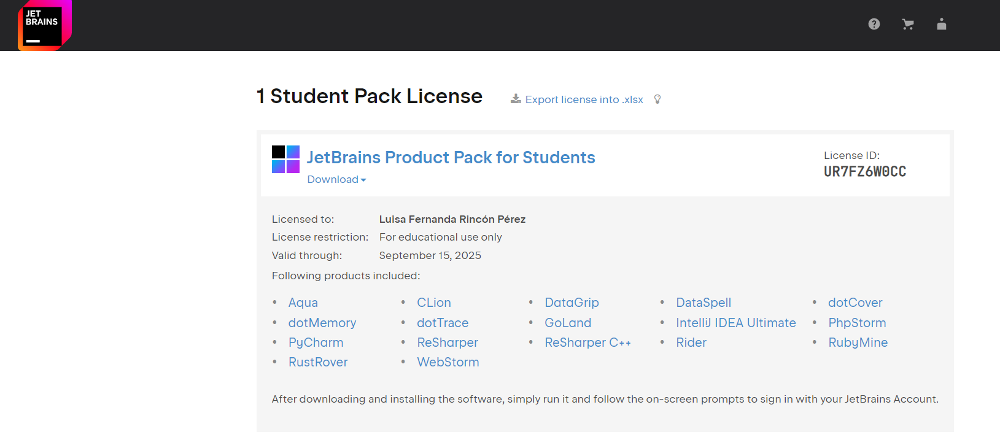 JET
BRAINS
1 Student Pack License
Export license into .xlsx
JetBrains Product Pack for Students
Download
License ID:
UR7FZ6W0CC
Licensed to: Luisa Fernanda Rincón Pérez
License restriction: For educational use only
Valid through: September 15, 2025
Following products included:
• Aqua • CLion • DataGrip • DataSpell • dotCover
• dotMemory • dotTrace • GoLand • IntelliJ IDEA Ultimate • PhpStorm
• PyCharm • ReSharper • ReSharper C++ • Rider • RubyMine
• RustRover • WebStorm
After downloading and installing the software, simply run it and follow the on-screen prompts to sign in with your JetBrains Account.